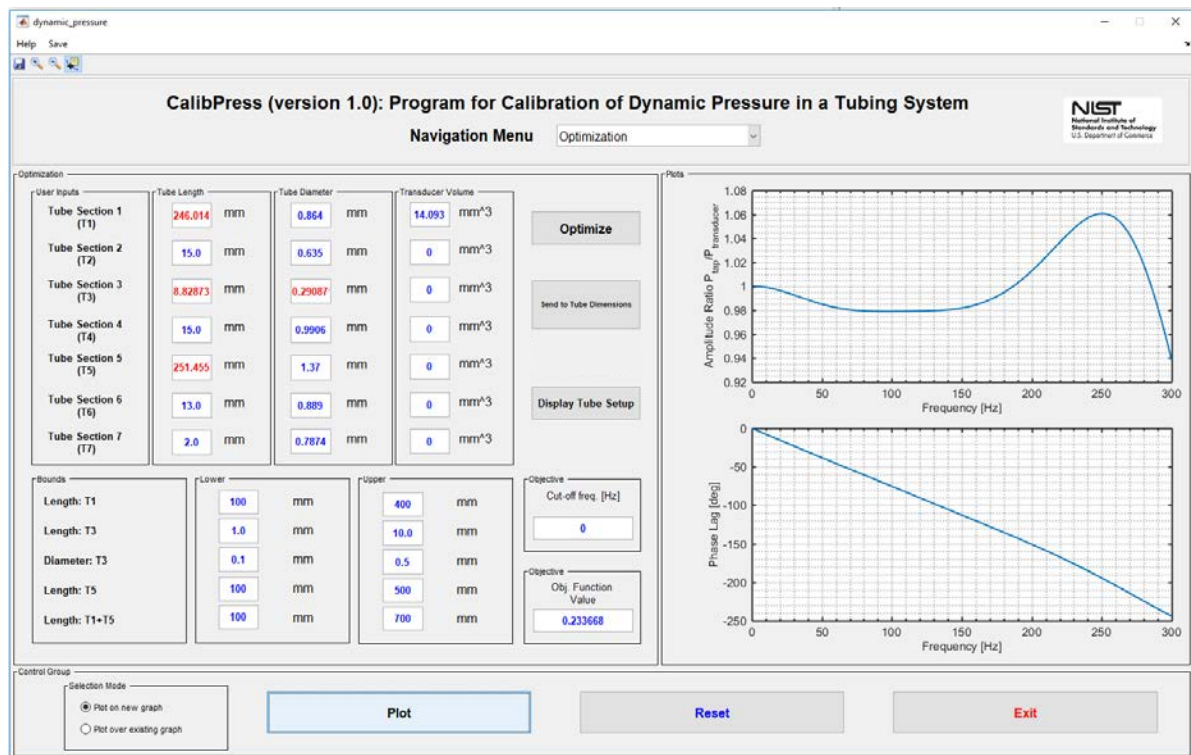 dynamic_pressure
Help Save
CalibPress (version 1.0): Program for Calibration of Dynamic Pressure in a Tubing System
Navigation Menu Optimization
NIST
National Institute of
Standards and Technology
U.S. Department of Commerce
Optimization
User Inputs Tube Length Tube Diameter Transducer Volume
Tube Section 1 246.014 mm 0.864 mm 14.093 mm^3
(T1)
Tube Section 2 15.0 mm 0.635 mm 0 mm^3
(T2)
Tube Section 3 8.82873 mm 0.29087 mm 0 mm^3
(T3)
Tube Section 4 15.0 mm 0.9906 mm 0 mm^3
(T4)
Tube Section 5 251.455 mm 1.37 mm 0 mm^3
(T5)
Tube Section 6 13.0 mm 0.889 mm 0 mm^3
(T6)
Tube Section 7 2.0 mm 0.7874 mm 0 mm^3
(T7)
Optimize
Send to Tube Dimensions
Display Tube Setup
Bounds Lower Upper
Length: T1 100 mm 400 mm
Length: T3 1.0 mm 10.0 mm
Diameter: T3 0.1 mm 0.5 mm
Length: T5 100 mm 500 mm
Length: T1+T5 100 mm 700 mm
Objective
Cut-off freq. [Hz]
0
Objective
Obj. Function
Value
0.233668
Plots
Amplitude Ratio P_tap/P_transducer
1.08
1.06
1.04
1.02
1
0.98
0.96
0.94
0.92
0 50 100 150 200 250 300
Frequency [Hz]
Phase Lag [deg]
0
-50
-100
-150
-200
-250
0 50 100 150 200 250 300
Frequency [Hz]
Control Group
Selection Mode
Plot on new graph
Plot over existing graph
Plot
Reset
Exit